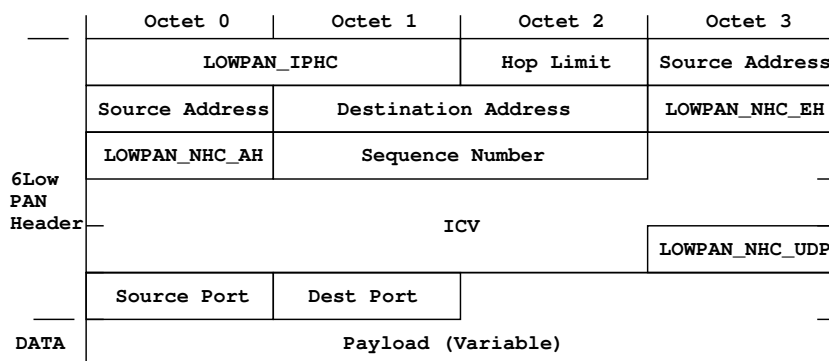 Octet 0 Octet 1 Octet 2 Octet 3
LOWPAN_IPHC Hop Limit Source Address
Source Address Destination Address LOWPAN_NHC_EH
LOWPAN_NHC_AH Sequence Number
6Low
PAN
Header
ICV
LOWPAN_NHC_UDP
Source Port Dest Port
DATA Payload (Variable)